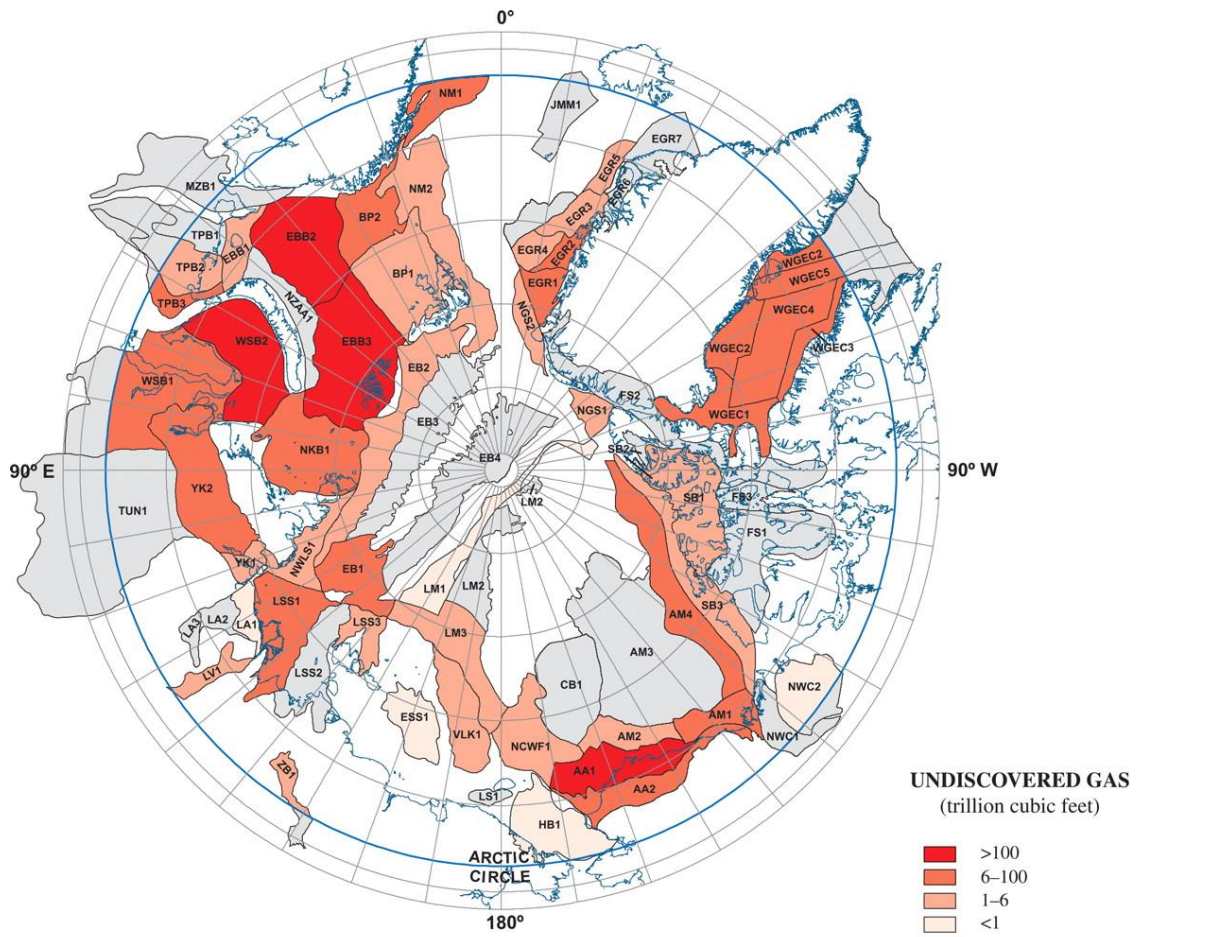 0°
NM1
JMM1
EGR7
EGR5
EGR6
MZB1
NM2
EGR3
BP2
TPB1
EBB2
EBB1
EGR4
EGR2
WGEC2
TPB2
BP1
WGEC5
EGR1
TPB3
NZAA1
NGS2
WGEC4
WSB2
EBB3
WGEC2
WGEC3
WSB1
EB2
FS2
NGS1
WGEC1
EB3
NKB1
SB2
EB4
90° E
90° W
YK2
LM2
SB1
FS3
TUN1
FS1
YK1
NWLS1
EB1
LM1
LM2
LSS1
SB3
LA3
LA2
LA1
LSS3
AM4
LM3
AM3
LV1
LSS2
CB1
NWC2
ESS1
AM1
VLK1
NCWF1
AM2
NWC1
ZB1
AA1
AA2
LS1
HB1
ARCTIC
CIRCLE
180°
UNDISCOVERED GAS
(trillion cubic feet)
>100
6–100
1–6
<1